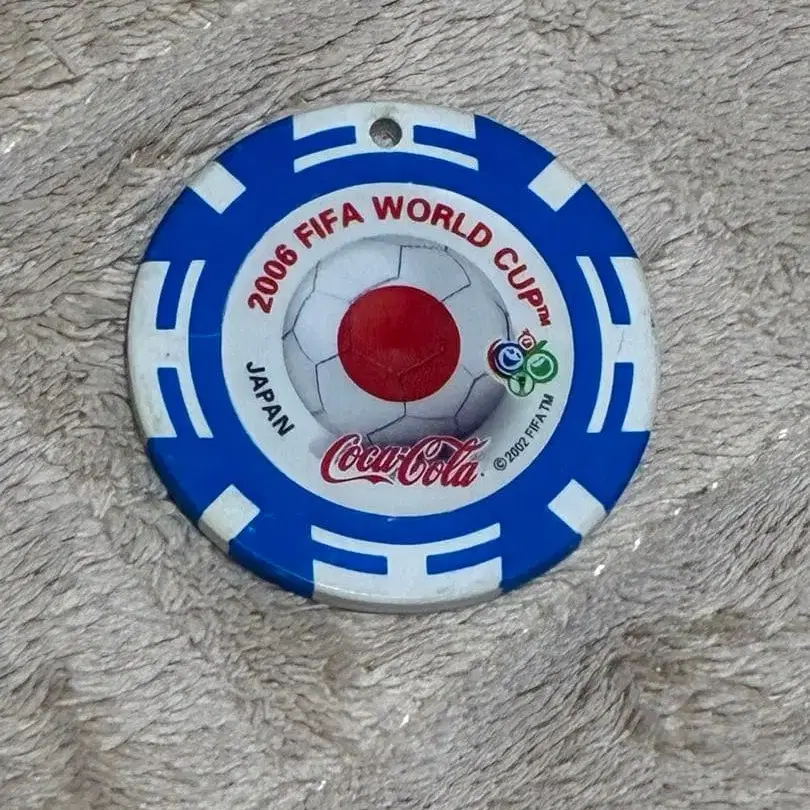 2006 FIFA WORLD CUP™
JAPAN
Coca-Cola
©2002 FIFA TM